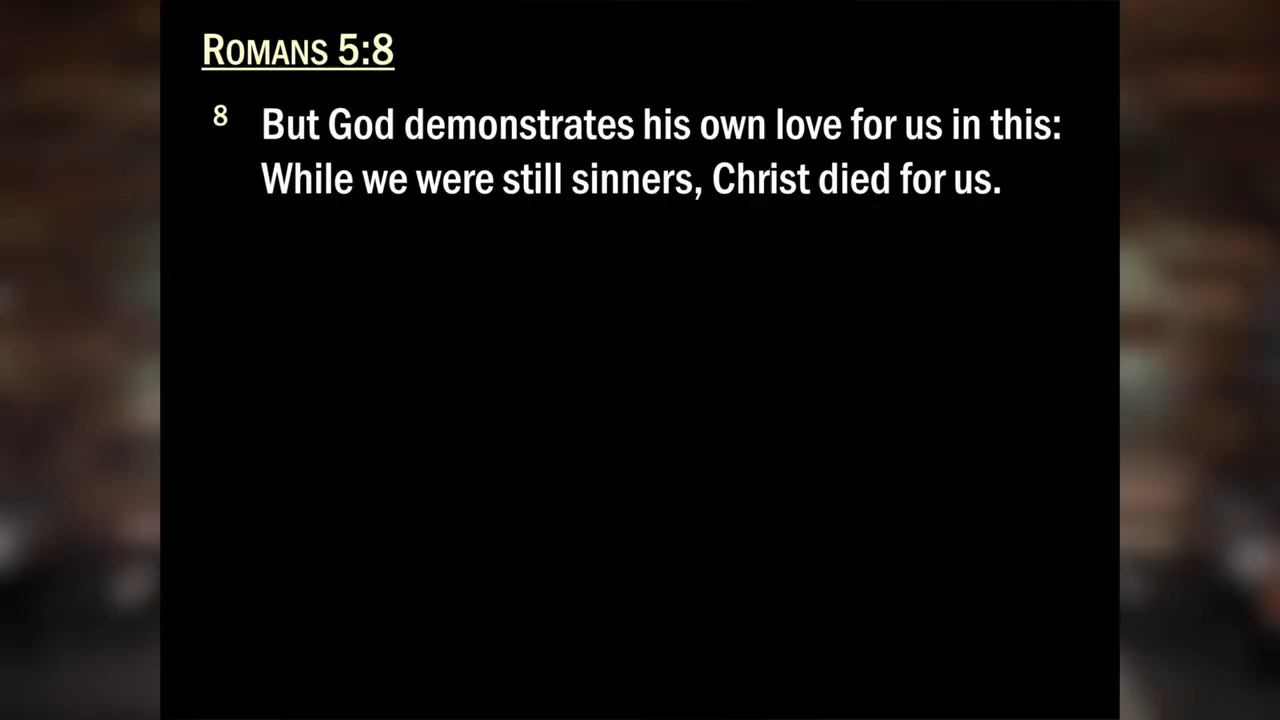 ROMANS 5:8
8 But God demonstrates his own love for us in this:
While we were still sinners, Christ died for us.